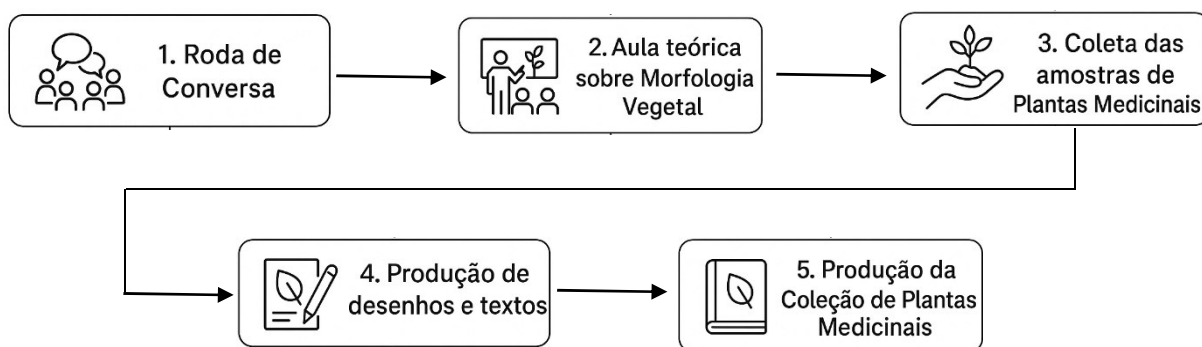 1. Roda de
Conversa
2. Aula teórica
sobre Morfologia
Vegetal
3. Coleta das
amostras de
Plantas Medicinais
4. Produção de
desenhos e textos
5. Produção da
Coleção de Plantas
Medicinais